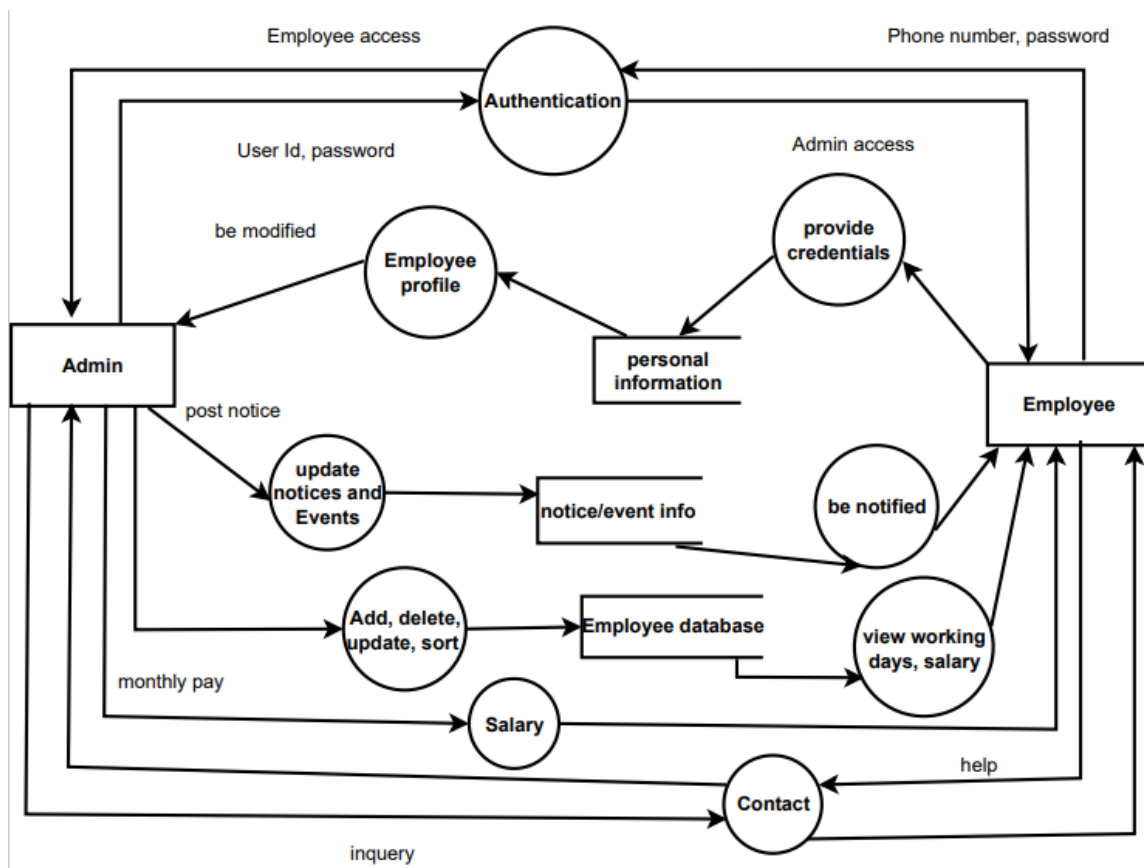 Employee access
Phone number, password
Authentication
User Id, password
Admin access
be modified
provide
credentials
Employee
profile
Admin
personal
information
Employee
post notice
update
notices and
Events
notice/event info
be notified
Add, delete,
update, sort
Employee database
view working
days, salary
monthly pay
Salary
help
Contact
inquery